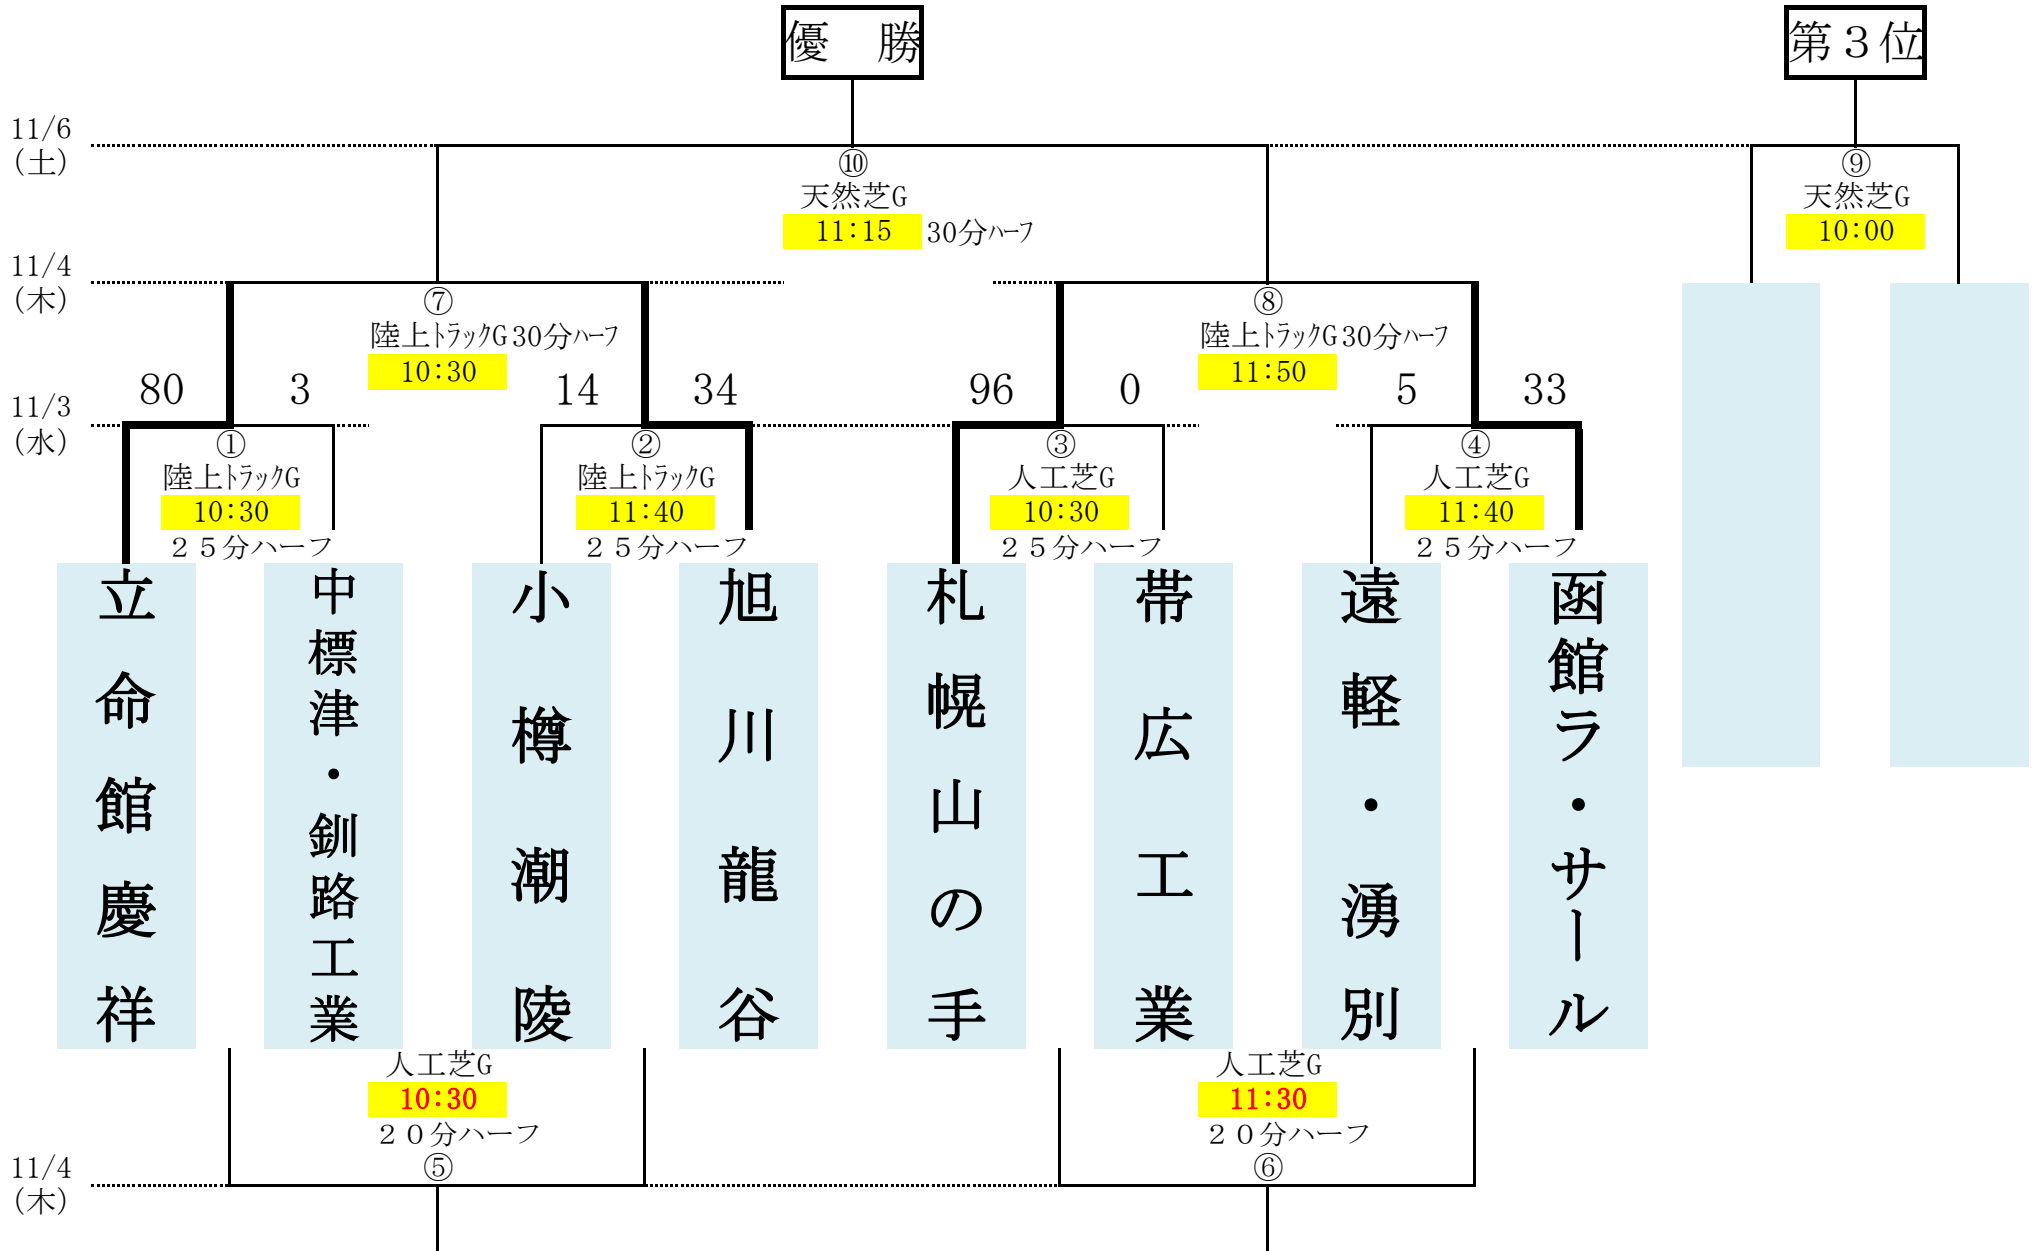 優　勝
第３位
11/6
（土）
⑩
天然芝G
11:15 30分ﾊｰﾌ
⑨
天然芝G
10:00
11/4
（木）
⑦
陸上ﾄﾗｯｸG 30分ﾊｰﾌ
10:30
⑧
陸上ﾄﾗｯｸG 30分ﾊｰﾌ
11:50
80 3 14 34 96 0 5 33
11/3
（水）
①
陸上ﾄﾗｯｸG
10:30
２５分ハーフ
②
陸上ﾄﾗｯｸG
11:40
２５分ハーフ
③
人工芝G
10:30
２５分ハーフ
④
人工芝G
11:40
２５分ハーフ
立命館慶祥
中標津・釧路工業
小樽潮陵
旭川龍谷
札幌山の手
帯広工業
遠軽・湧別
函館ラ・サール
人工芝G
10:30
２０分ハーフ
⑤
人工芝G
11:30
２０分ハーフ
⑥
11/4
（木）